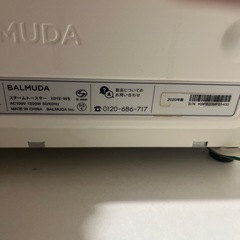 MUDA
BALMUDA
スチームトースター K01E-WS
AC100V 1300W 50/60Hz
MADE IN CHINA BALMUDA Inc.
製品についての
お問い合わせ
0120-686-717
2020年製
S/N